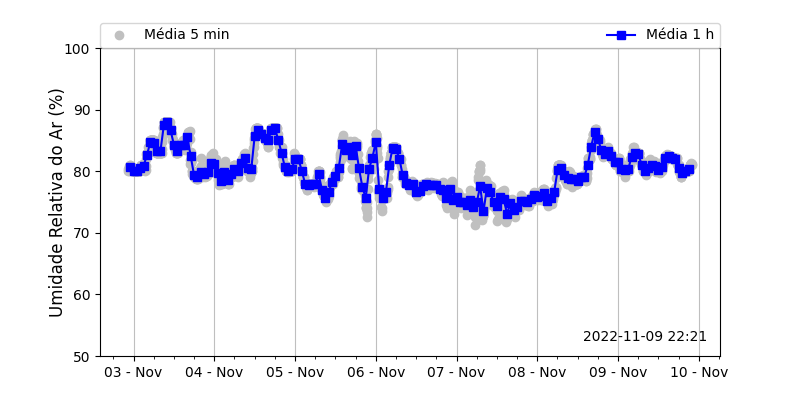 Média 5 min
Média 1 h
Umidade Relativa do Ar (%)
100
90
80
70
60
50
2022-11-09 22:21
03 - Nov
04 - Nov
05 - Nov
06 - Nov
07 - Nov
08 - Nov
09 - Nov
10 - Nov